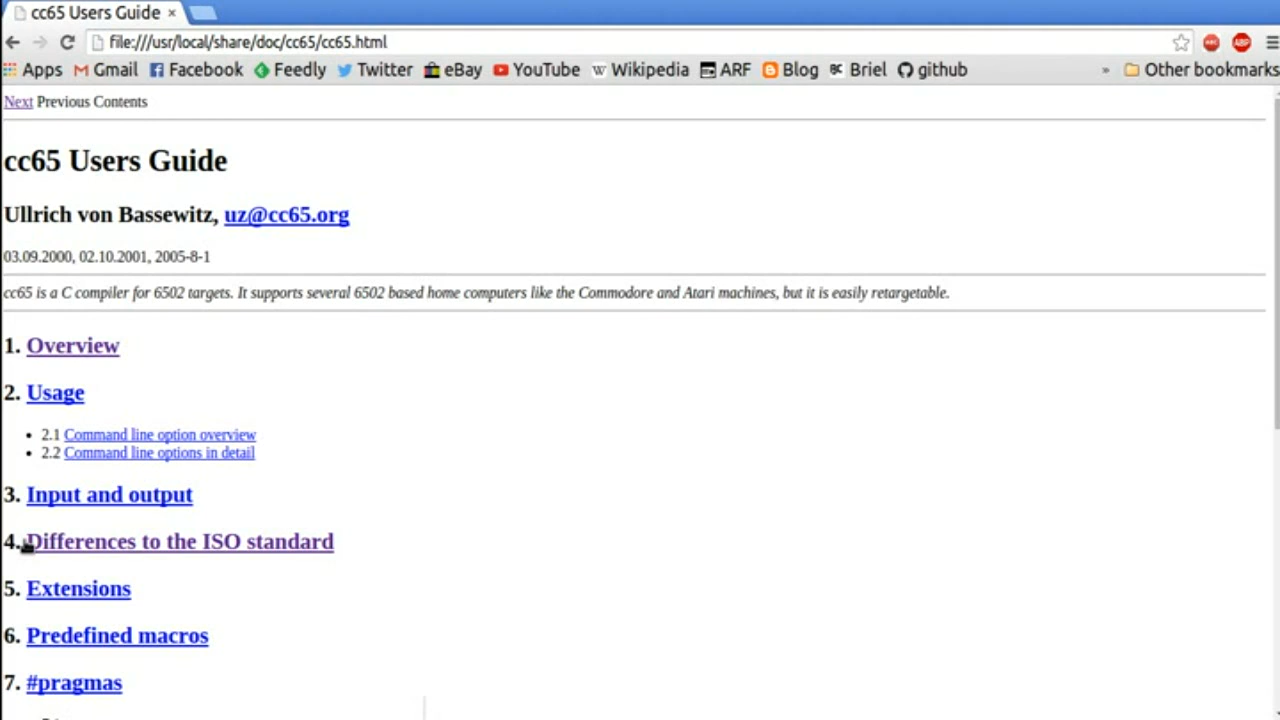 cc65 Users Guide ×
file:///usr/local/share/doc/cc65/cc65.html ABP
Apps Gmail Facebook Feedly Twitter eBay YouTube Wikipedia ARF Blog Briel github » Other bookmarks
Next Previous Contents
cc65 Users Guide
Ullrich von Bassewitz, uz@cc65.org
03.09.2000, 02.10.2001, 2005-8-1
cc65 is a C compiler for 6502 targets. It supports several 6502 based home computers like the Commodore and Atari machines, but it is easily retargetable.
1. Overview
2. Usage
• 2.1 Command line option overview
• 2.2 Command line options in detail
3. Input and output
4. Differences to the ISO standard
5. Extensions
6. Predefined macros
7. #pragmas